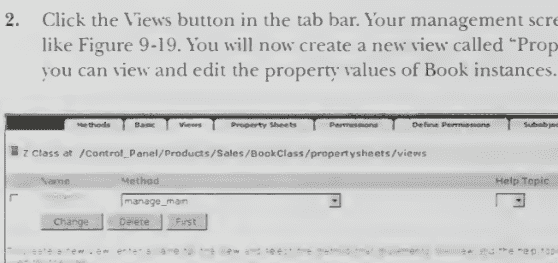 2. Click the Views button in the tab bar. Your management scre
like Figure 9-19. You will now create a new view called "Prop
you can view and edit the property values of Book instances.
Methods Basic Views Property Sheets Permissions Define Permissions Subobje
Z Class at /Control_Panel/Products/Sales/BookClass/propertysheets/views
Name Method Help Topic
manage_main
Change Delete First